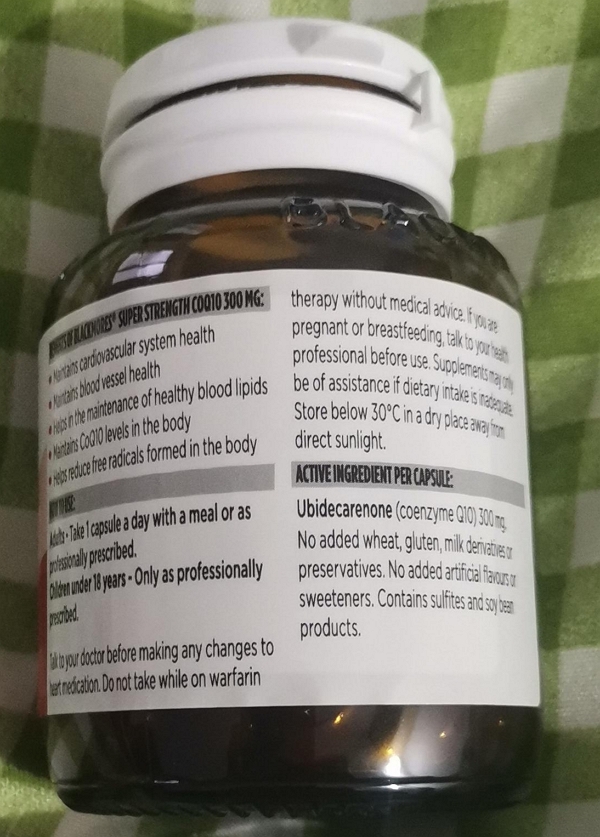 BLAC
BENEFITS OF BLACKMORES® SUPER STRENGTH COQ10 300 MG:
• Maintains cardiovascular system health
• Maintains blood vessel health
• Helps in the maintenance of healthy blood lipids
• Maintains CoQ10 levels in the body
• Helps reduce free radicals formed in the body
HOW TO USE:
Adults - Take 1 capsule a day with a meal or as
professionally prescribed.
Children under 18 years - Only as professionally
prescribed.
Talk to your doctor before making any changes to
heart medication. Do not take while on warfarin
therapy without medical advice. If you are
pregnant or breastfeeding, talk to your health
professional before use. Supplements may only
be of assistance if dietary intake is inadequate.
Store below 30°C in a dry place away from
direct sunlight.
ACTIVE INGREDIENT PER CAPSULE:
Ubidecarenone (coenzyme Q10) 300 mg.
No added wheat, gluten, milk derivatives or
preservatives. No added artificial flavours or
sweeteners. Contains sulfites and soy bean
products.